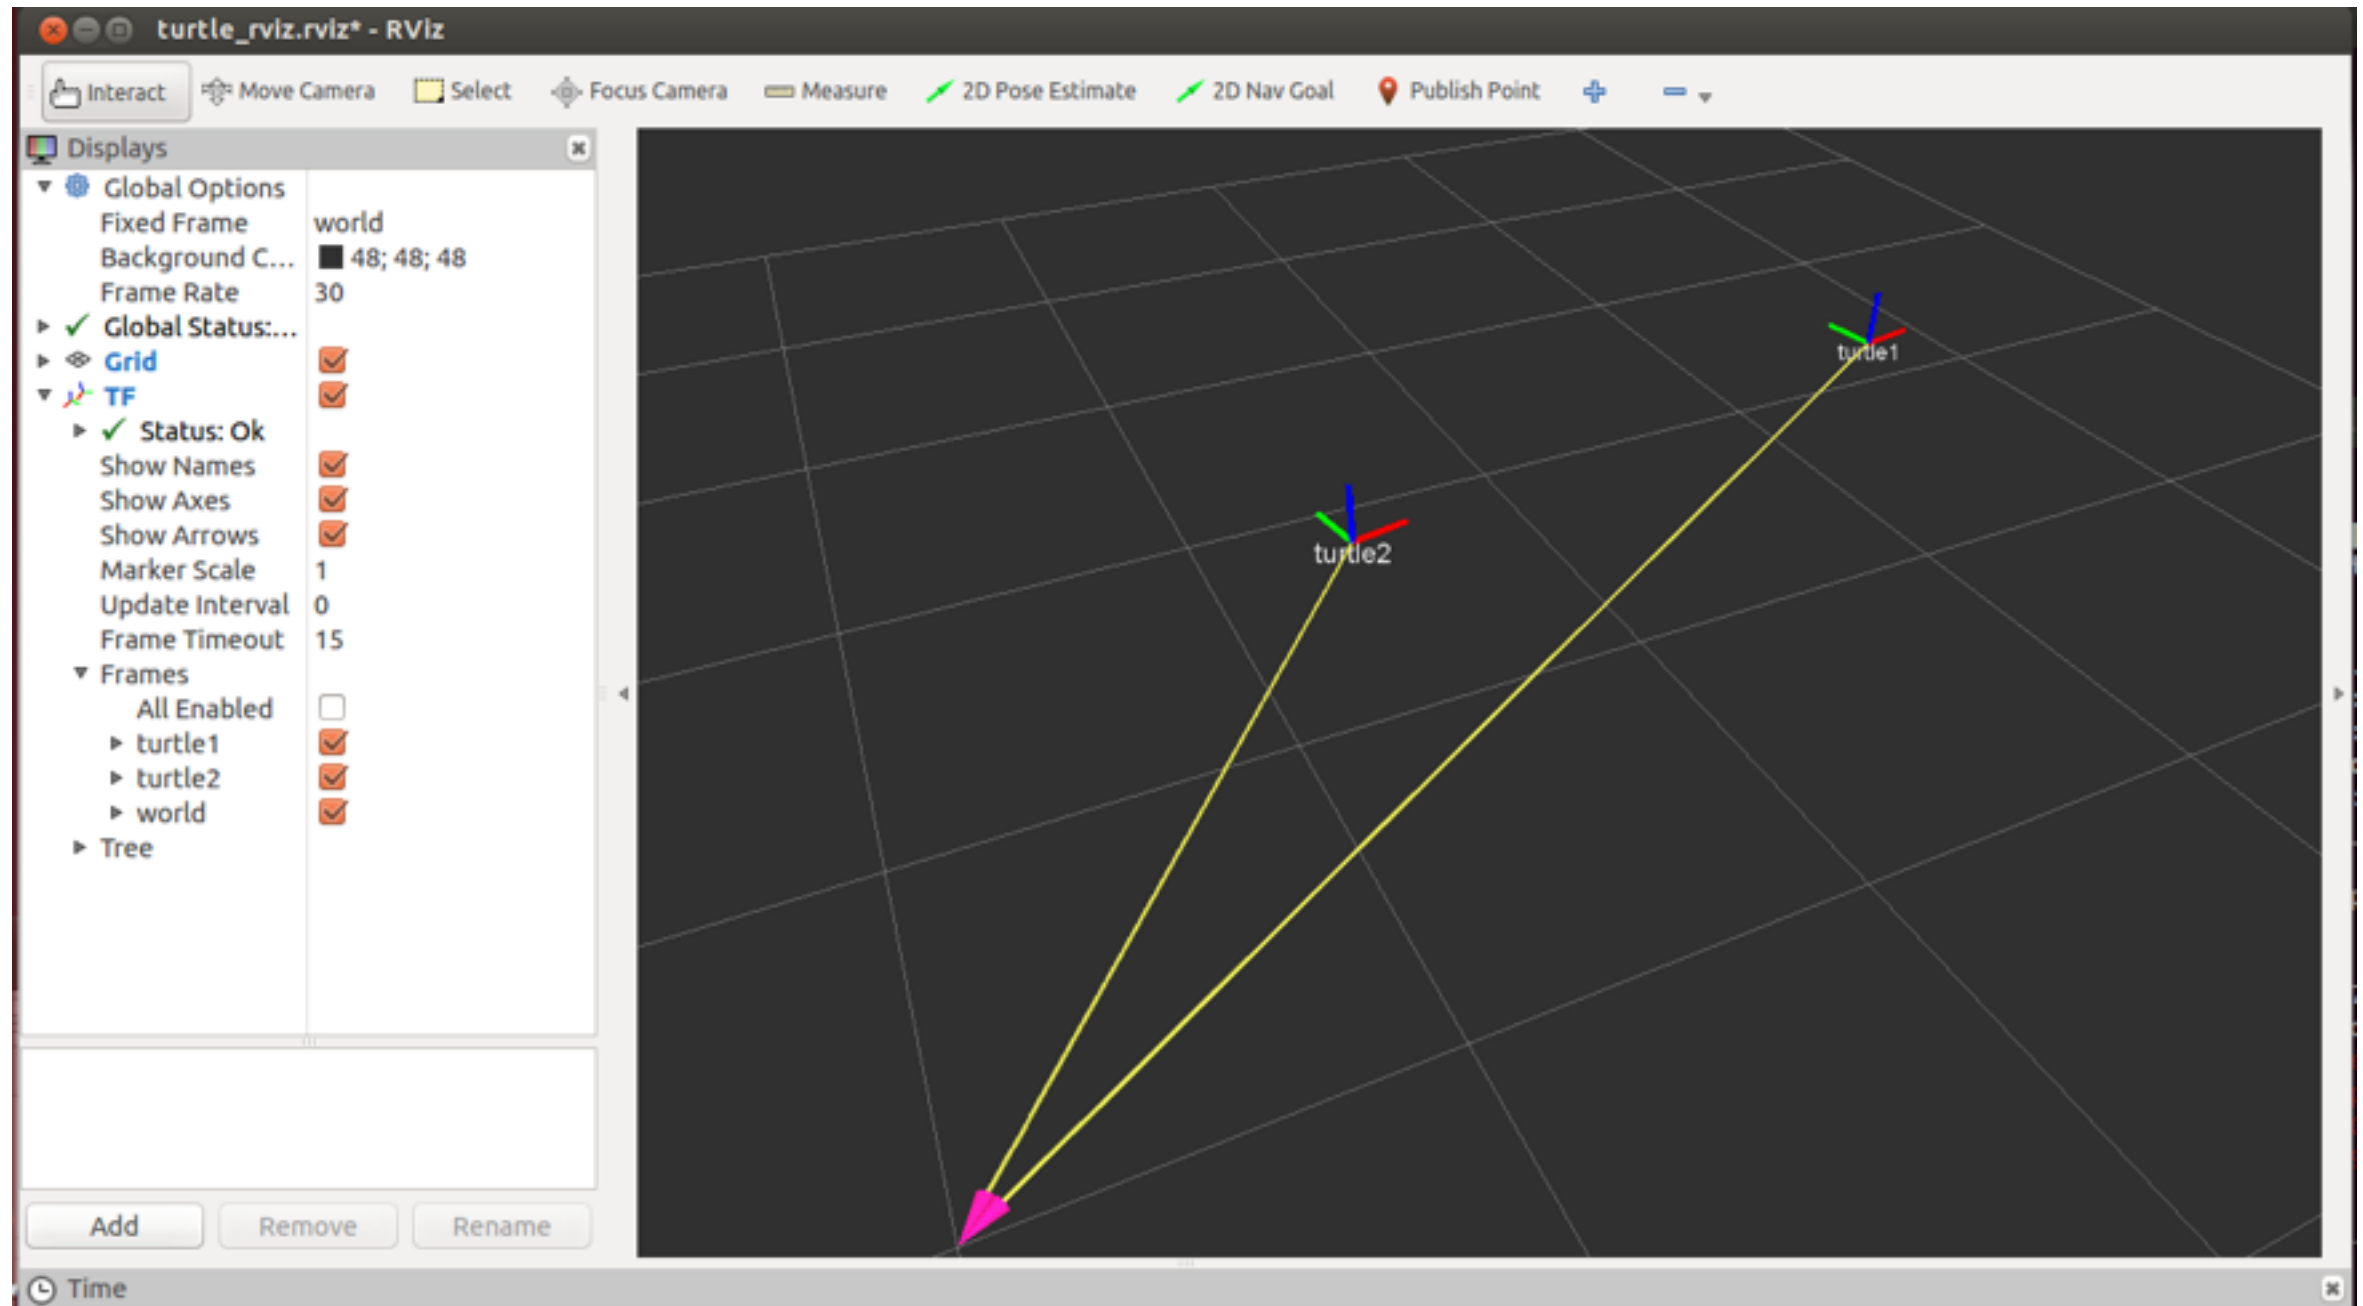 turtle_rviz.rviz* - RViz
Interact Move Camera Select Focus Camera Measure 2D Pose Estimate 2D Nav Goal Publish Point
Displays
Global Options
Fixed Frame world
Background C... 48; 48; 48
Frame Rate 30
Global Status:...
Grid
TF
Status: Ok
Show Names
Show Axes
Show Arrows
Marker Scale 1
Update Interval 0
Frame Timeout 15
Frames
All Enabled
turtle1
turtle2
world
Tree
Add Remove Rename
turtle1
turtle2
Time